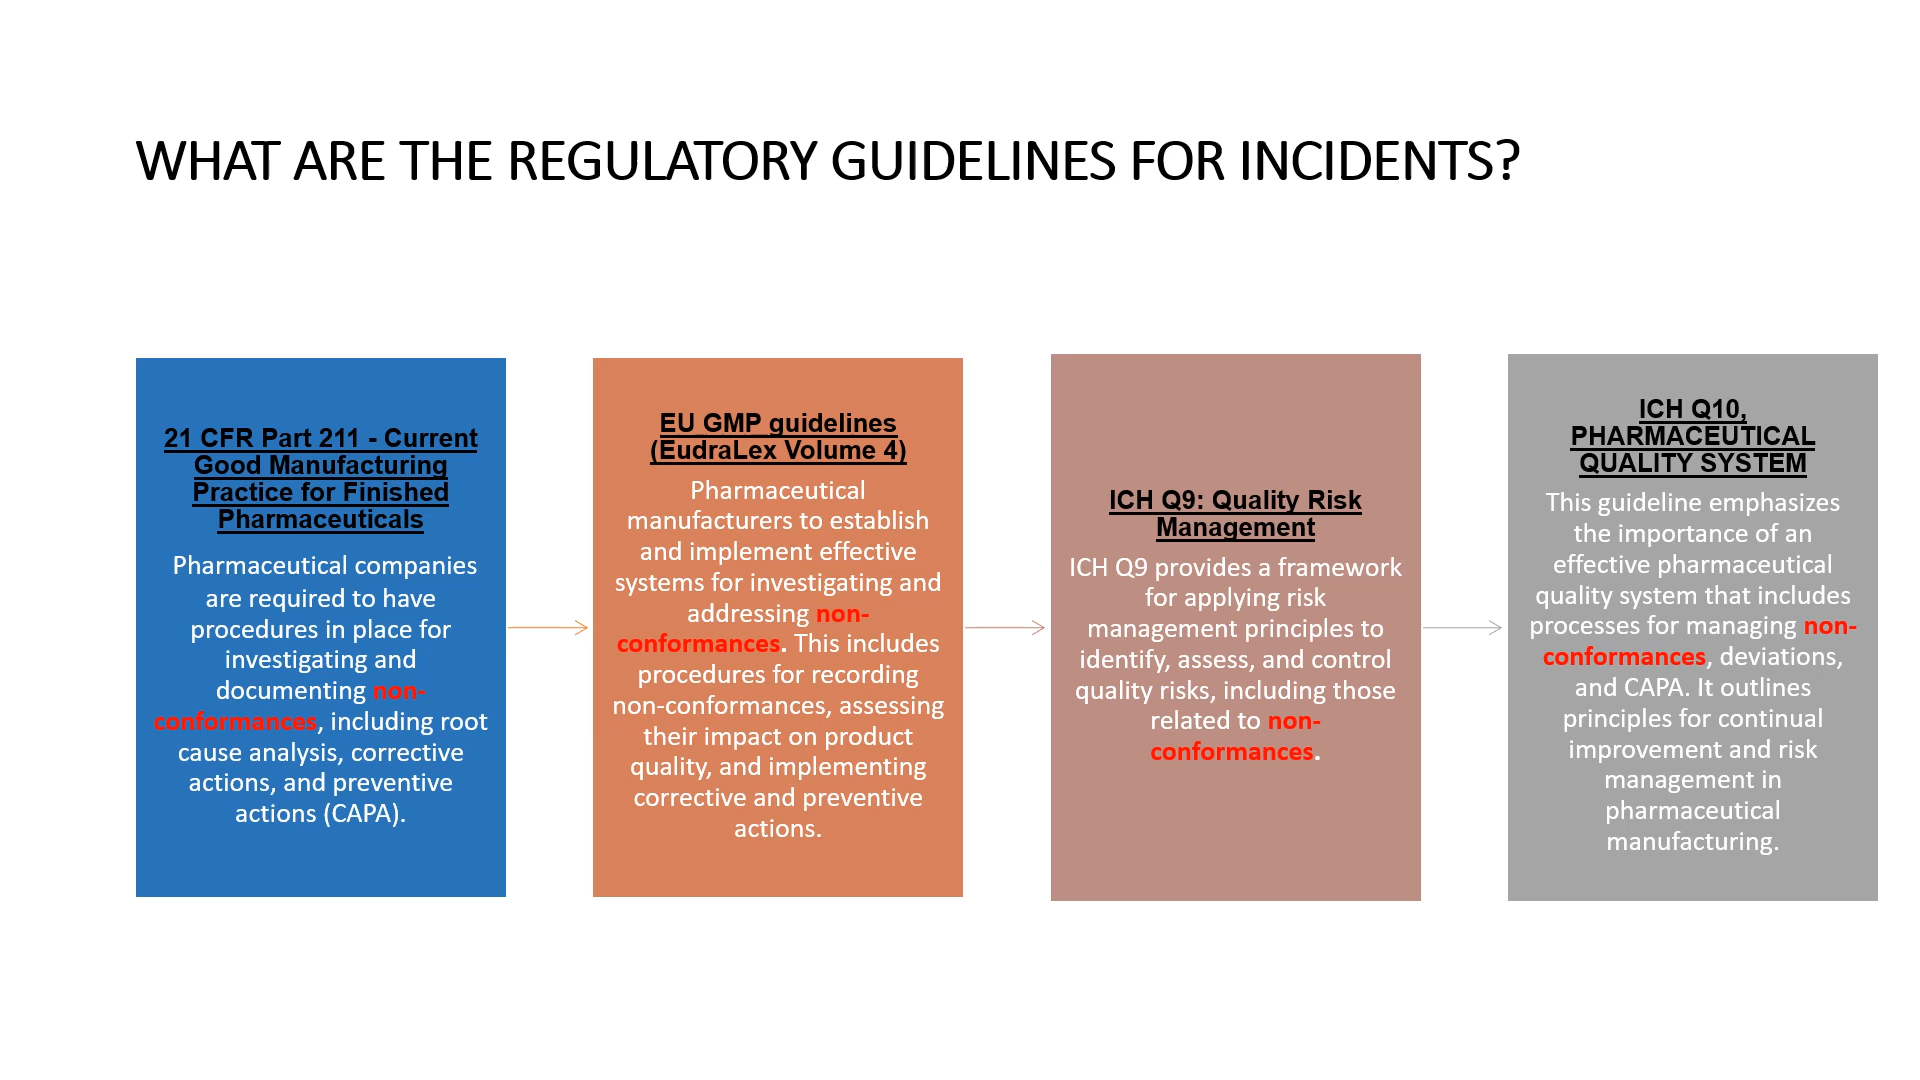 WHAT ARE THE REGULATORY GUIDELINES FOR INCIDENTS?
21 CFR Part 211 - Current
Good Manufacturing
Practice for Finished
Pharmaceuticals
Pharmaceutical companies
are required to have
procedures in place for
investigating and
documenting non-
conformances, including root
cause analysis, corrective
actions, and preventive
actions (CAPA).
EU GMP guidelines
(EudraLex Volume 4)
Pharmaceutical
manufacturers to establish
and implement effective
systems for investigating and
addressing non-
conformances. This includes
procedures for recording
non-conformances, assessing
their impact on product
quality, and implementing
corrective and preventive
actions.
ICH Q9: Quality Risk
Management
ICH Q9 provides a framework
for applying risk
management principles to
identify, assess, and control
quality risks, including those
related to non-
conformances.
ICH Q10,
PHARMACEUTICAL
QUALITY SYSTEM
This guideline emphasizes
the importance of an
effective pharmaceutical
quality system that includes
processes for managing non-
conformances, deviations,
and CAPA. It outlines
principles for continual
improvement and risk
management in
pharmaceutical
manufacturing.